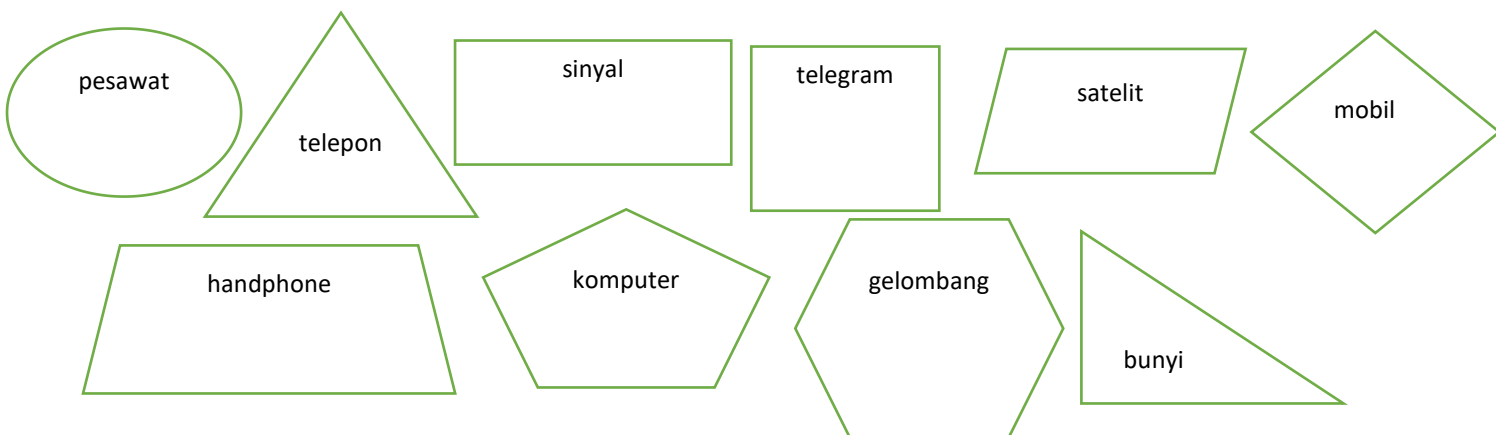 pesawat
telepon
sinyal
telegram
satelit
mobil
handphone
komputer
gelombang
bunyi